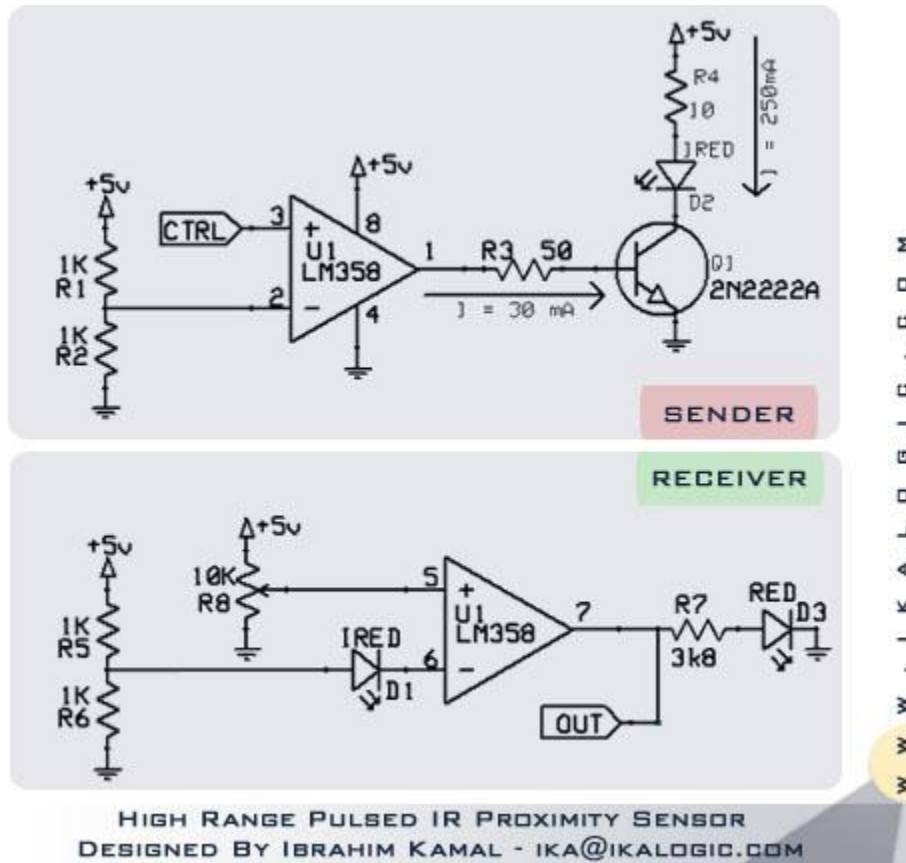 +5v
R4
10
I = 250mA
IRED
D2
+5v
1K
R1
1K
R2
CTRL
3
+
U1
LM358
2
-
+5v
8
4
1
R3 50
I = 30 mA
Q1
2N2222A
SENDER
RECEIVER
+5v
1K
R5
1K
R6
+5v
10K
R8
IRED
D1
5
+
U1
LM358
6
-
7
R7
3k8
RED
D3
OUT
HIGH RANGE PULSED IR PROXIMITY SENSOR
DESIGNED BY IBRAHIM KAMAL - IKA@IKALOGIC.COM
WWW.IKALOGIC.COM